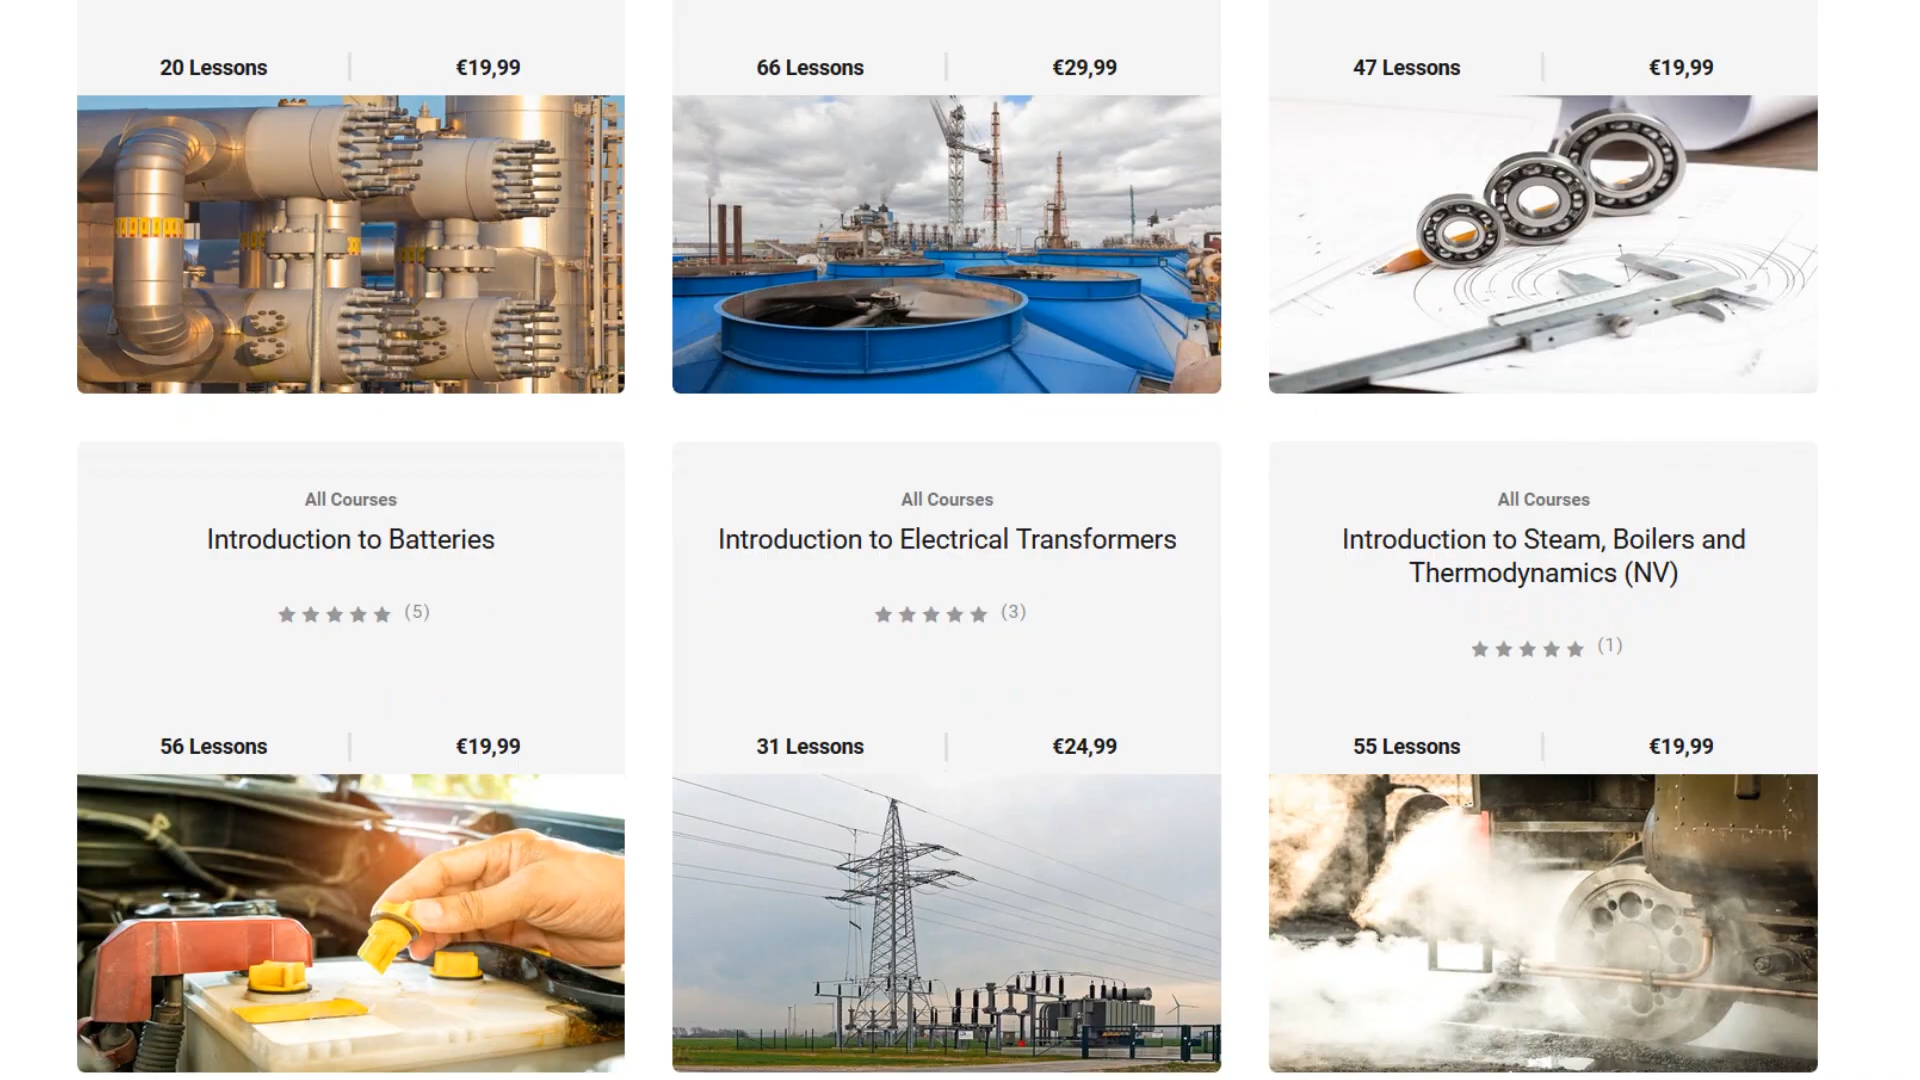 20 Lessons
€19,99
66 Lessons
€29,99
47 Lessons
€19,99
All Courses
Introduction to Batteries
(5)
56 Lessons
€19,99
All Courses
Introduction to Electrical Transformers
(3)
31 Lessons
€24,99
All Courses
Introduction to Steam, Boilers and
Thermodynamics (NV)
(1)
55 Lessons
€19,99